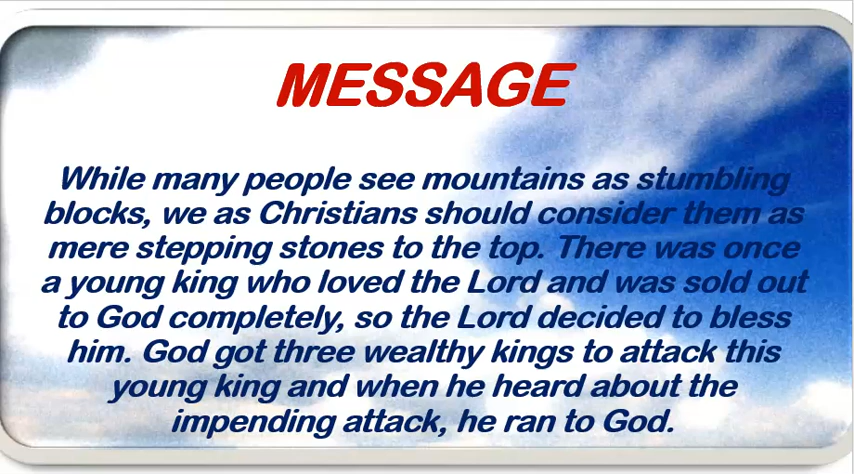 MESSAGE
While many people see mountains as stumbling
blocks, we as Christians should consider them as
mere stepping stones to the top. There was once
a young king who loved the Lord and was sold out
to God completely, so the Lord decided to bless
him. God got three wealthy kings to attack this
young king and when he heard about the
impending attack, he ran to God.